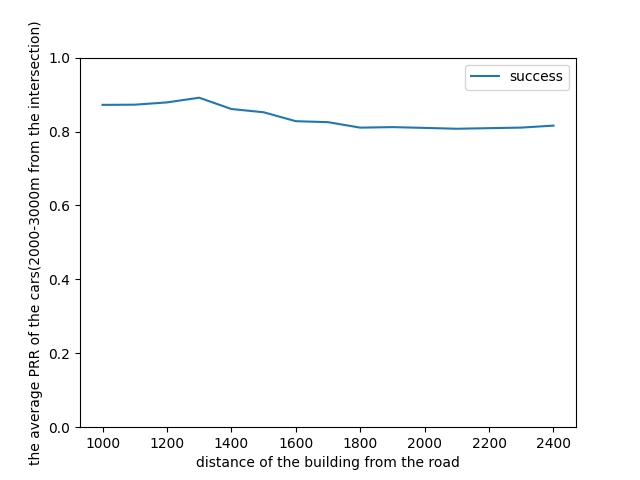 the average PRR of the cars(2000-3000m from the intersection)
1.0
0.8
0.6
0.4
0.2
0.0
success
1000 1200 1400 1600 1800 2000 2200 2400
distance of the building from the road